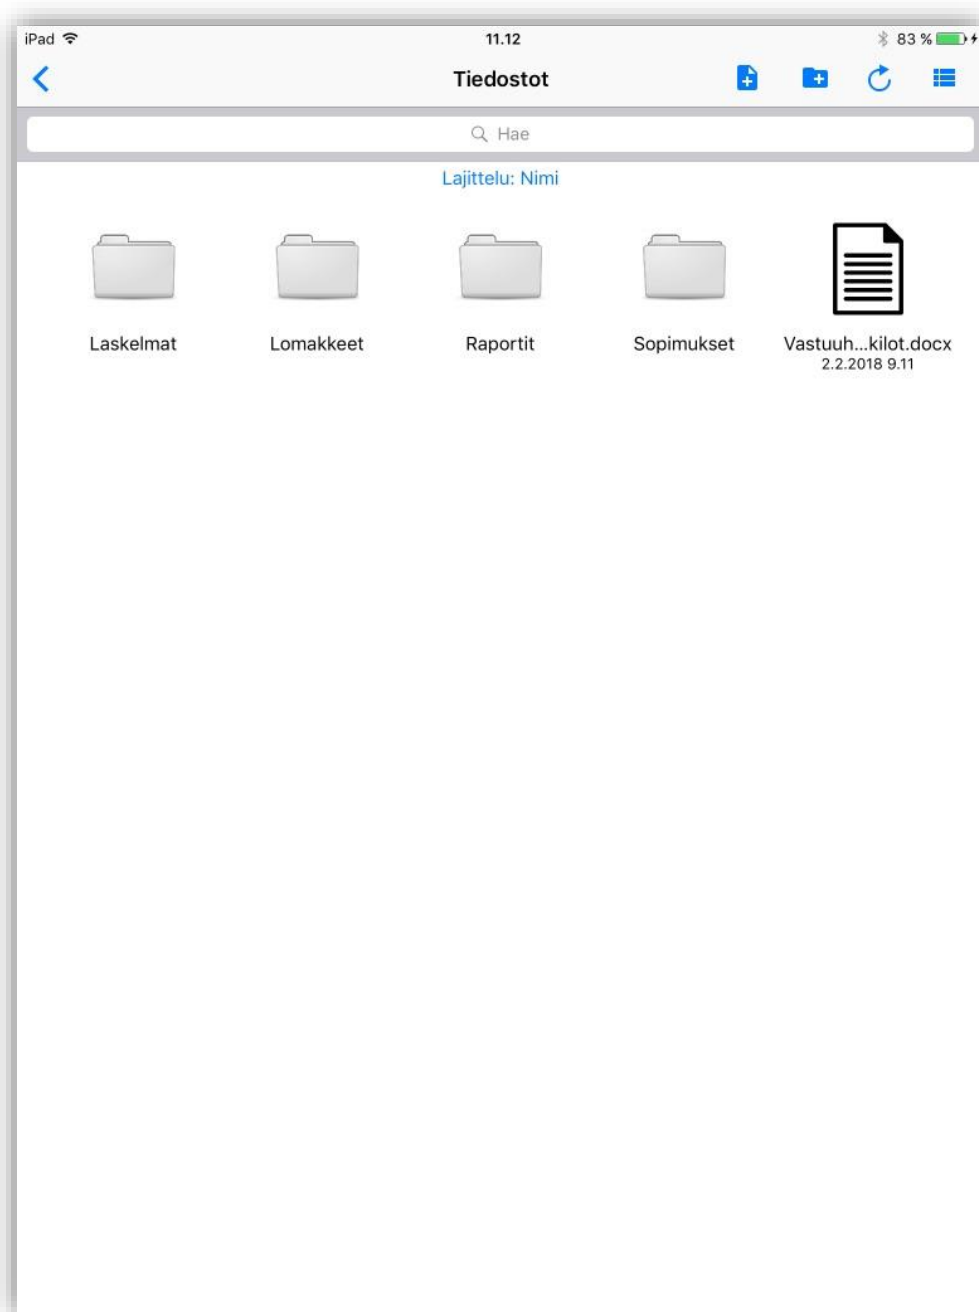 iPad 11.12 83 %
Tiedostot
Hae
Lajittelu: Nimi
Laskelmat Lomakkeet Raportit Sopimukset Vastuuh...kilot.docx
2.2.2018 9.11